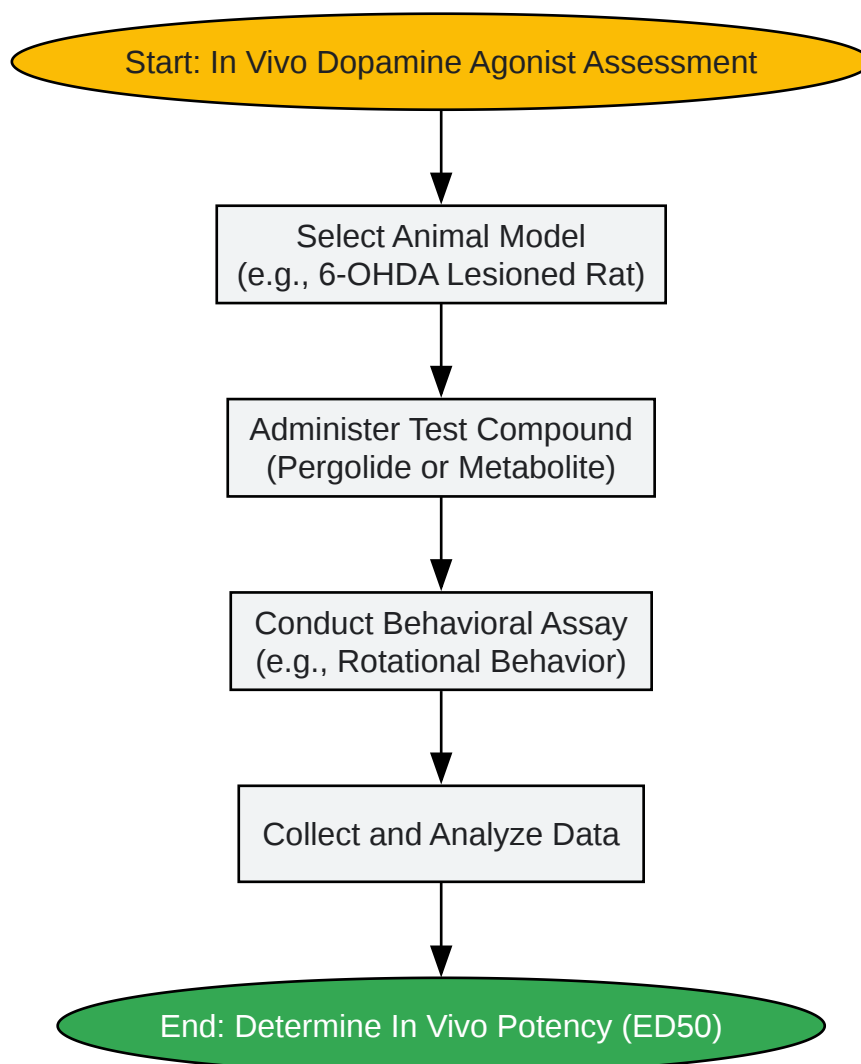 Start: In Vivo Dopamine Agonist Assessment
Select Animal Model
(e.g., 6-OHDA Lesioned Rat)
Administer Test Compound
(Pergolide or Metabolite)
Conduct Behavioral Assay
(e.g., Rotational Behavior)
Collect and Analyze Data
End: Determine In Vivo Potency (ED50)